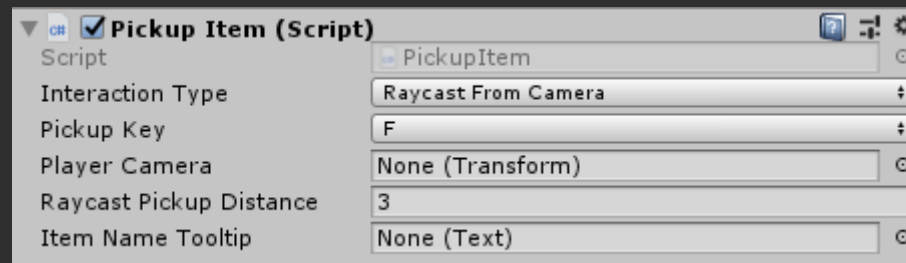 Pickup Item (Script)
Script PickupItem
Interaction Type Raycast From Camera
Pickup Key F
Player Camera None (Transform)
Raycast Pickup Distance 3
Item Name Tooltip None (Text)